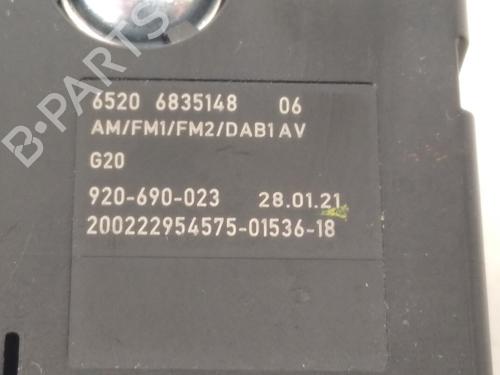 6520 6835148 06
AM/FM1/FM2/DAB1 AV
G20
920-690-023 28.01.21
200222954575-01536-18
B-PARTS